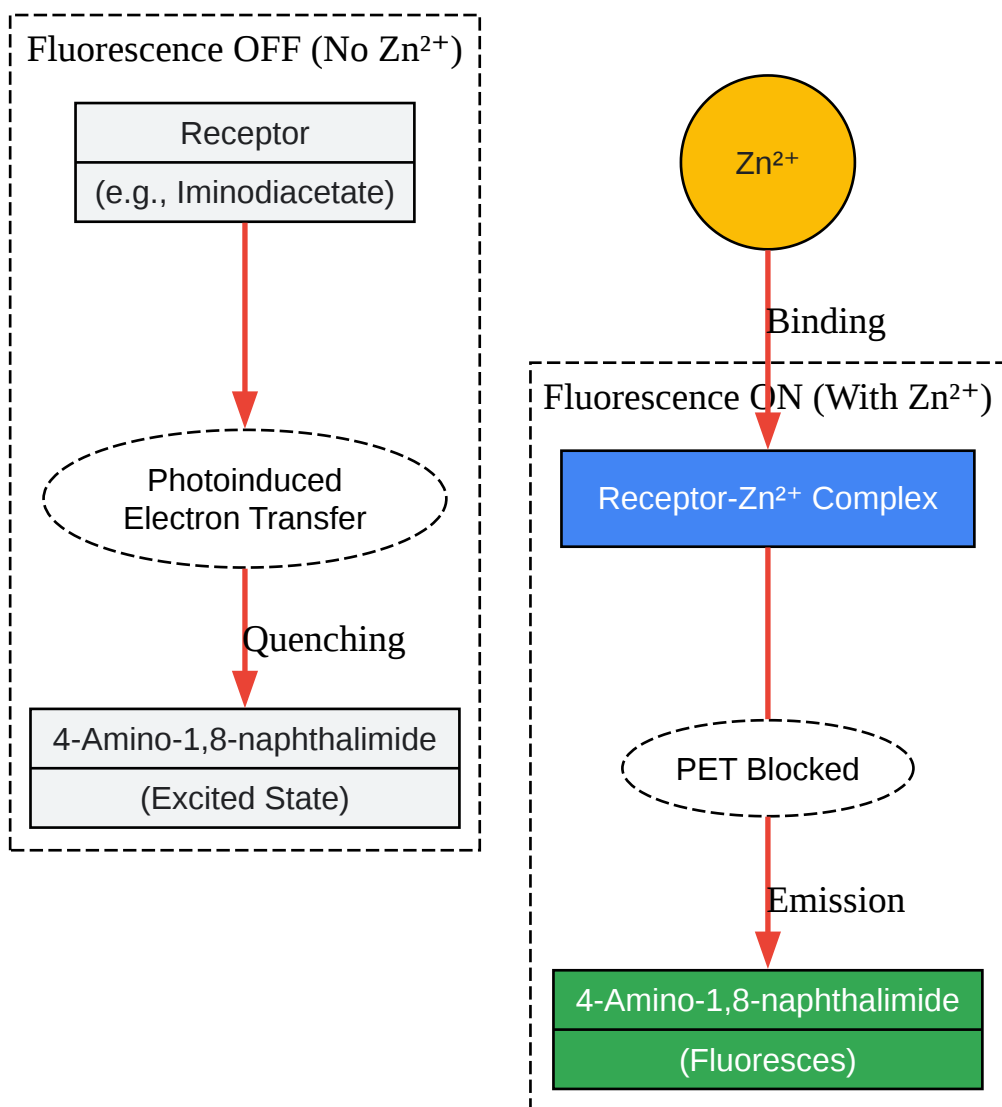 Fluorescence OFF (No Zn²⁺)
Receptor
(e.g., Iminodiacetate)
Photoinduced
Electron Transfer
Quenching
4-Amino-1,8-naphthalimide
(Excited State)
Zn²⁺
Binding
Fluorescence ON (With Zn²⁺)
Receptor-Zn²⁺ Complex
PET Blocked
Emission
4-Amino-1,8-naphthalimide
(Fluoresces)